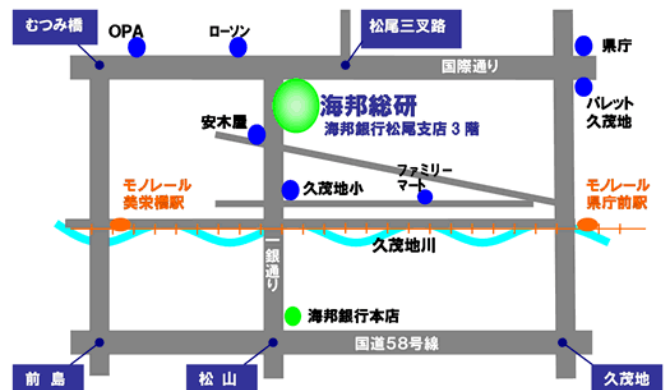 むつみ橋
OPA
ローソン
松尾三叉路
県庁
国際通り
パレット
久茂地
海邦総研
海邦銀行松尾支店3階
安木屋
ファミリー
マート
久茂地小
モノレール
美栄橋駅
モノレール
県庁前駅
久茂地川
一銀通り
海邦銀行本店
国道58号線
前島
松山
久茂地